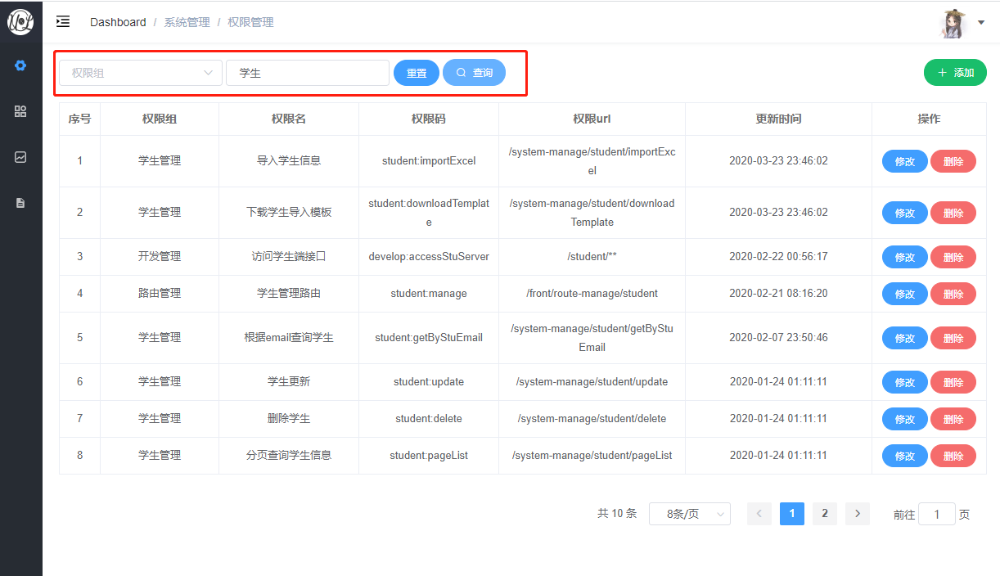 Dashboard / 系统管理 / 权限管理
权限组 学生 重置 查询 添加
序号 权限组 权限名 权限码 权限url 更新时间 操作
1 学生管理 导入学生信息 student:importExcel /system-manage/student/importExc 2020-03-23 23:46:02 修改 删除
el
2 学生管理 下载学生导入模板 student:downloadTemplat /system-manage/student/download 2020-03-23 23:46:02 修改 删除
e Template
3 开发管理 访问学生端接口 develop:accessStuServer /student/** 2020-02-22 00:56:17 修改 删除
4 路由管理 学生管理路由 student:manage /front/route-manage/student 2020-02-21 08:16:20 修改 删除
5 学生管理 根据email查询学生 student:getByStuEmail /system-manage/student/getByStu 2020-02-07 23:50:46 修改 删除
Email
6 学生管理 学生更新 student:update /system-manage/student/update 2020-01-24 01:11:11 修改 删除
7 学生管理 删除学生 student:delete /system-manage/student/delete 2020-01-24 01:11:11 修改 删除
8 学生管理 分页查询学生信息 student:pageList /system-manage/student/pageList 2020-01-24 01:11:11 修改 删除
共 10 条 8条/页 1 2 前往 1 页